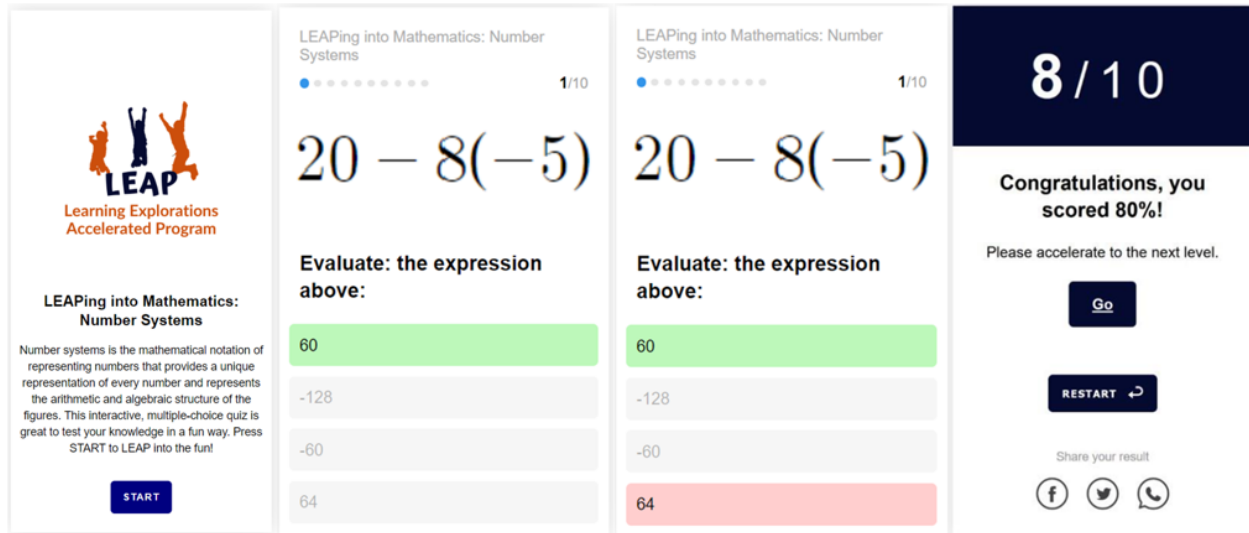 LEAP
Learning Explorations
Accelerated Program
LEAPing into Mathematics:
Number Systems
Number systems is the mathematical notation of
representing numbers that provides a unique
representation of every number and represents
the arithmetic and algebraic structure of the
figures. This interactive, multiple-choice quiz is
great to test your knowledge in a fun way. Press
START to LEAP into the fun!
START
LEAPing into Mathematics: Number
Systems
1/10
20 − 8(−5)
Evaluate: the expression
above:
60
-128
-60
64
LEAPing into Mathematics: Number
Systems
1/10
20 − 8(−5)
Evaluate: the expression
above:
60
-128
-60
64
8/10
Congratulations, you
scored 80%!
Please accelerate to the next level.
Go
RESTART
Share your result